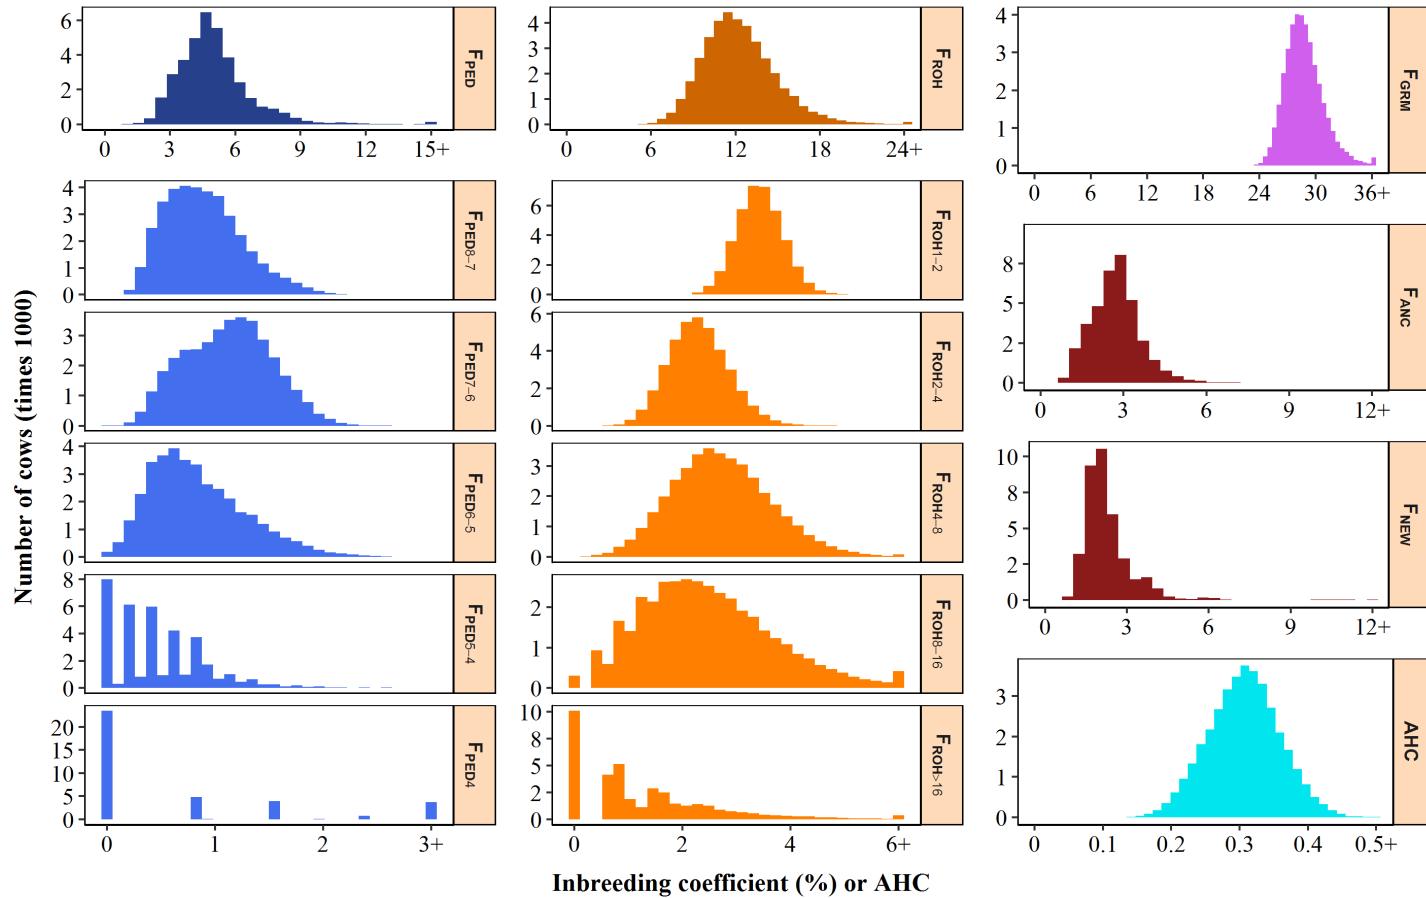 Number of cows (times 1000)
6
4
2
0
0 3 6 9 12 15+
FPED
4
3
2
1
0
FPED8–7
3
2
1
0
FPED7–6
4
3
2
1
0
FPED6–5
8
6
4
2
0
FPED5–4
20
15
10
5
0
0 1 2 3+
FPED4
4
3
2
1
0
0 6 12 18 24+
FROH
6
4
2
0
FROH1–2
6
4
2
0
FROH2–4
3
2
1
0
FROH4–8
2
1
0
FROH8–16
10
8
5
2
0
0 2 4 6+
FROH>16
4
3
2
1
0
0 6 12 18 24 30 36+
FGRM
8
5
2
0
0 3 6 9 12+
FANC
10
8
5
2
0
0 3 6 9 12+
FNEW
3
2
1
0
0 0.1 0.2 0.3 0.4 0.5+
AHC
Inbreeding coefficient (%) or AHC